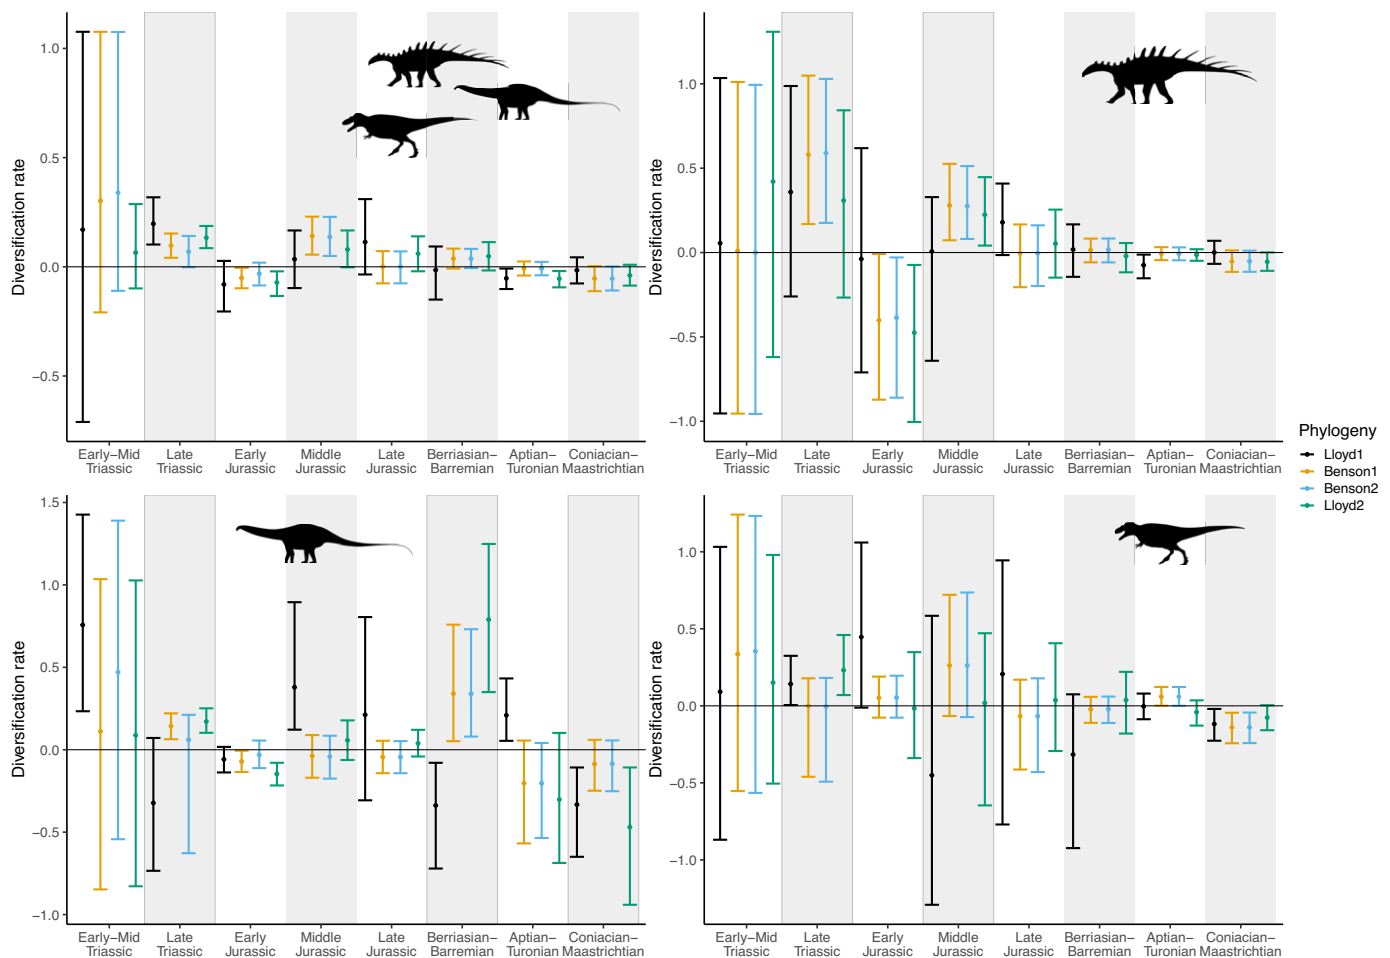 Diversification rate
1.0
0.5
0.0
−0.5
Early−Mid Triassic
Late Triassic
Early Jurassic
Middle Jurassic
Late Jurassic
Berriasian− Barremian
Aptian− Turonian
Coniacian− Maastrichtian
Diversification rate
1.0
0.5
0.0
−0.5
−1.0
Early−Mid Triassic
Late Triassic
Early Jurassic
Middle Jurassic
Late Jurassic
Berriasian− Barremian
Aptian− Turonian
Coniacian− Maastrichtian
Phylogeny
Lloyd1
Benson1
Benson2
Lloyd2
Diversification rate
1.5
1.0
0.5
0.0
−0.5
−1.0
Early−Mid Triassic
Late Triassic
Early Jurassic
Middle Jurassic
Late Jurassic
Berriasian− Barremian
Aptian− Turonian
Coniacian− Maastrichtian
Diversification rate
1.0
0.5
0.0
−0.5
−1.0
Early−Mid Triassic
Late Triassic
Early Jurassic
Middle Jurassic
Late Jurassic
Berriasian− Barremian
Aptian− Turonian
Coniacian− Maastrichtian